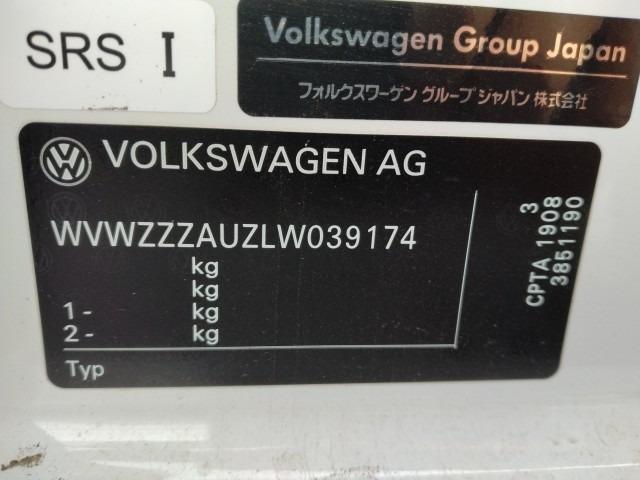 SRS I
Volkswagen Group Japan
フォルクスワーゲン グループ ジャパン 株式会社
VOLKSWAGEN AG
WVWZZZAUZLW039174
kg
kg
1- kg
2- kg
Typ
3
CPTA 1908
3851190